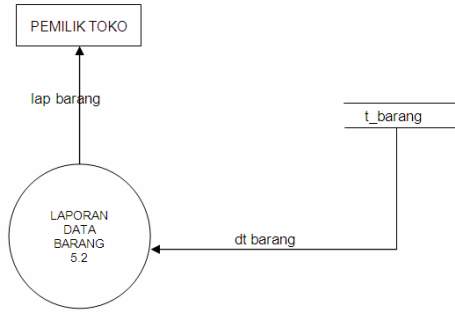 PEMILIK TOKO
lap barang
t_barang
LAPORAN
DATA
BARANG
5.2
dt barang